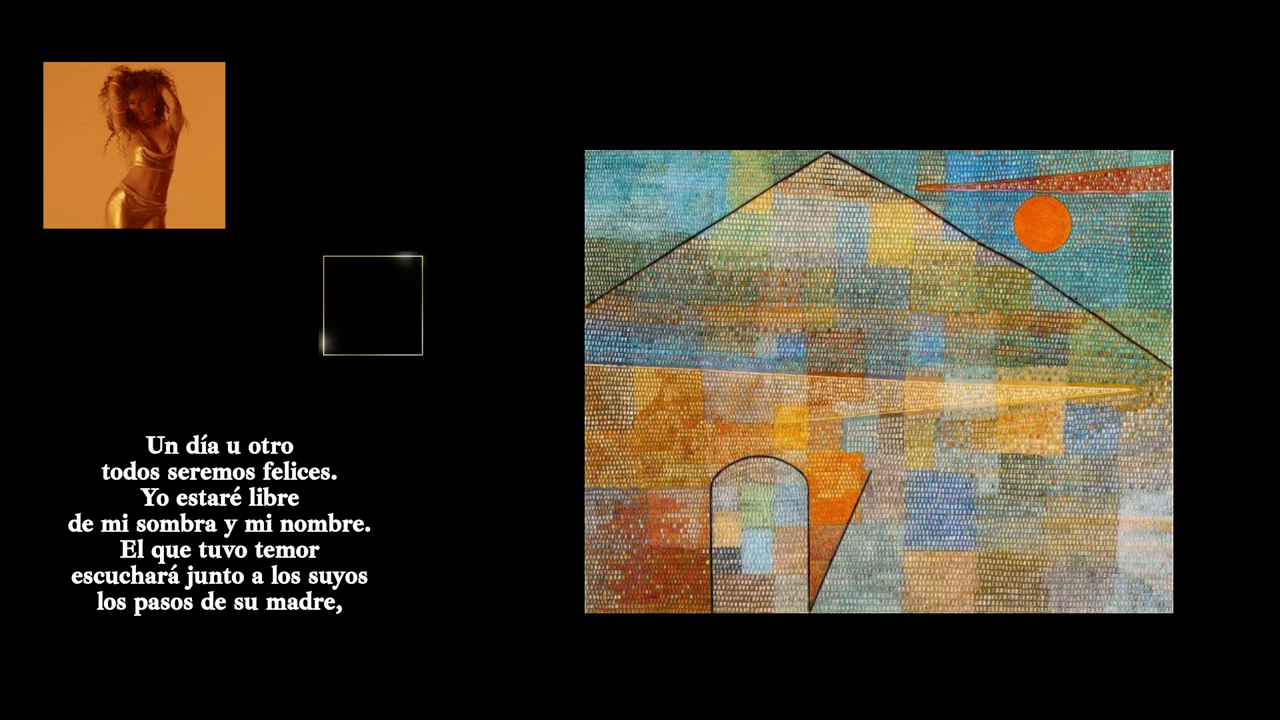 Un día u otro
todos seremos felices.
Yo estaré libre
de mi sombra y mi nombre.
El que tuvo temor
escuchará junto a los suyos
los pasos de su madre,